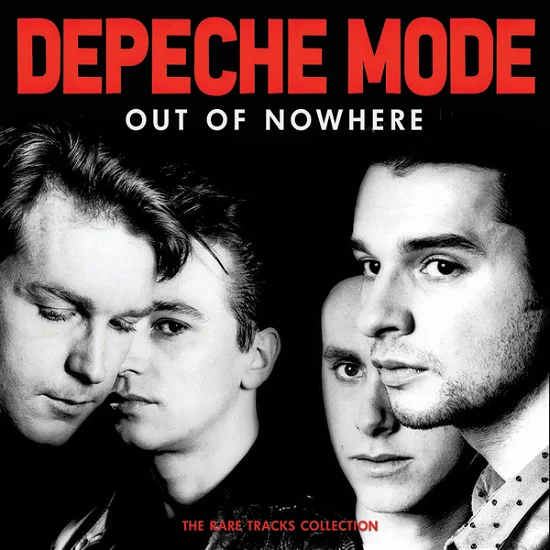 DEPECHE MODE
OUT OF NOWHERE
THE RARE TRACKS COLLECTION